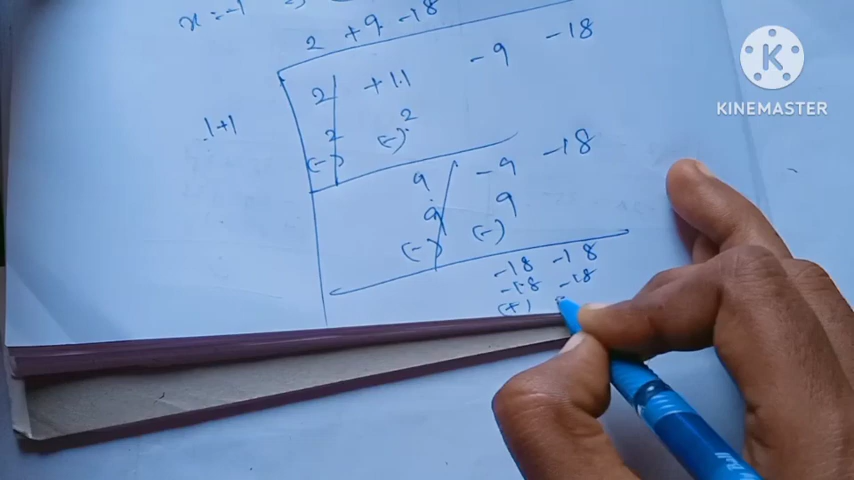 x = -1
2 +9 -18
2 +11 -9 -18
1+1
2 2
(-) (-)
9 -9 -18
9 9
(-) (-)
-18 -18
-18 -18
(+)
K
KINEMASTER